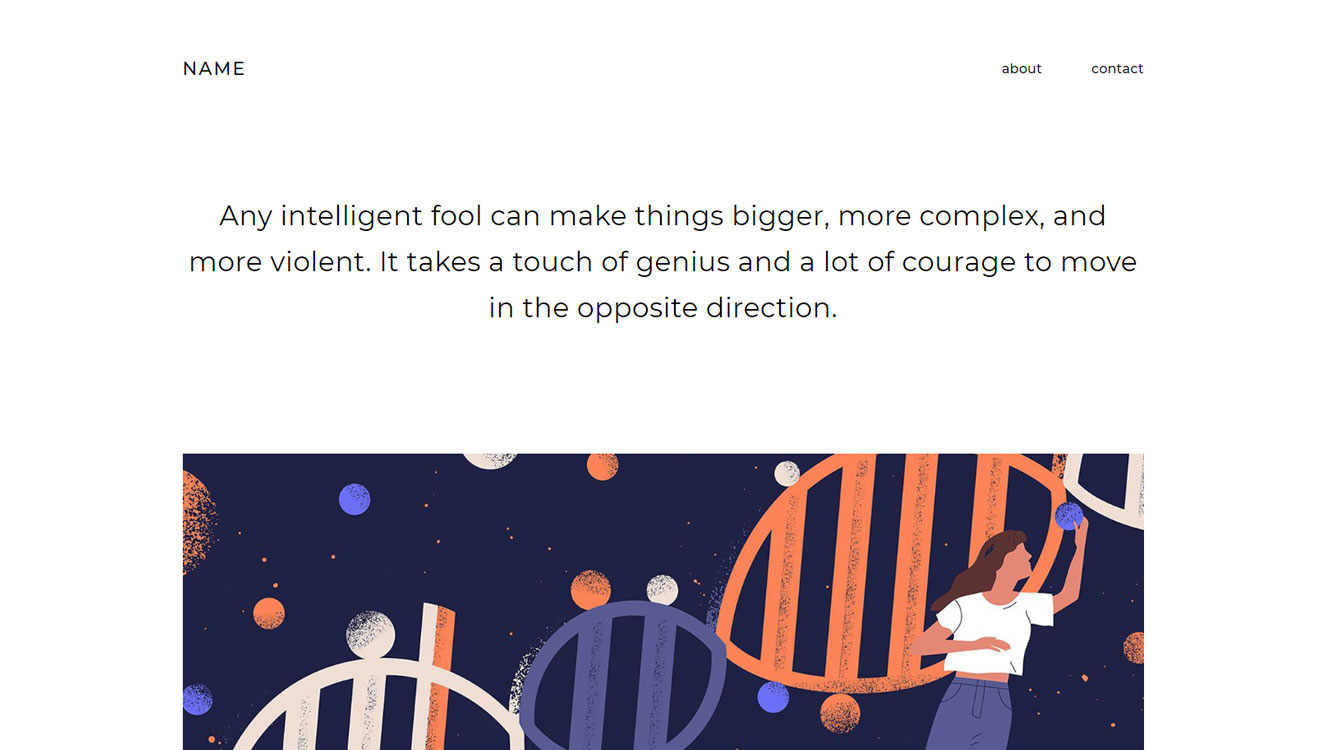 NAME
about
contact
Any intelligent fool can make things bigger, more complex, and
more violent. It takes a touch of genius and a lot of courage to move
in the opposite direction.